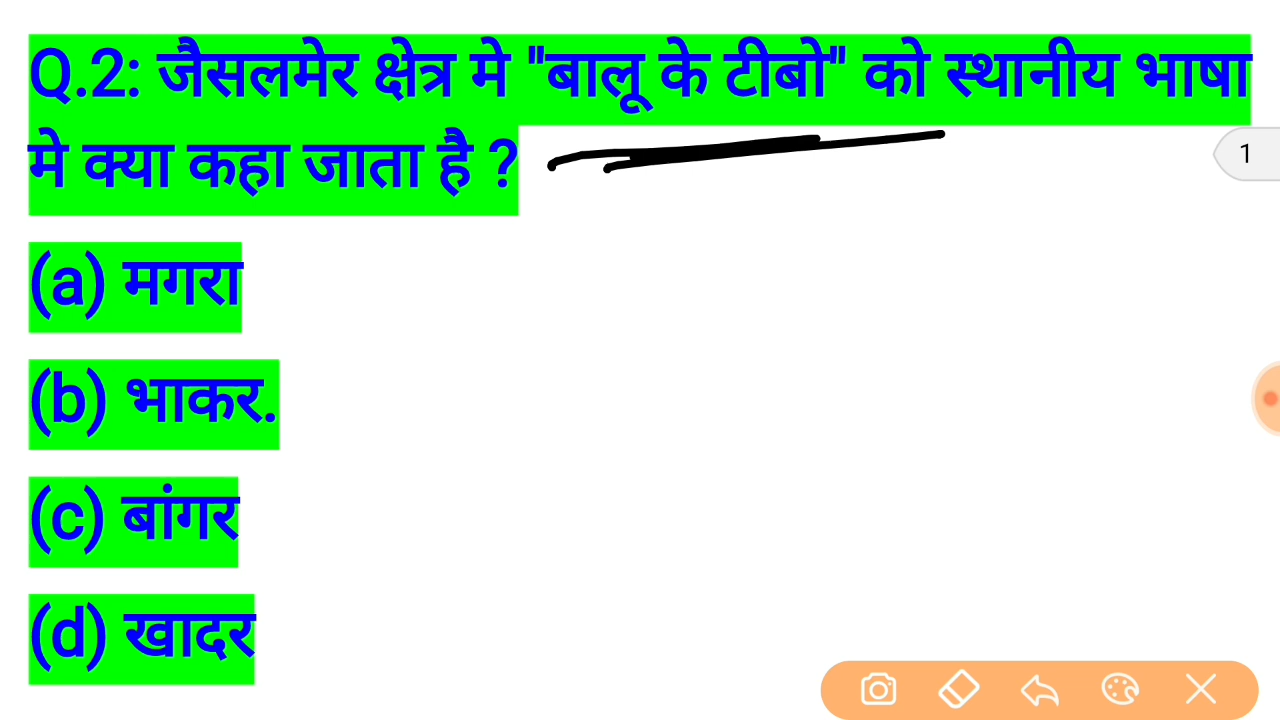 Q.2: जैसलमेर क्षेत्र मे "बालू के टीबो" को स्थानीय भाषा
मे क्या कहा जाता है ?
1
(a) मगरा
(b) भाकर.
(c) बांगर
(d) खादर